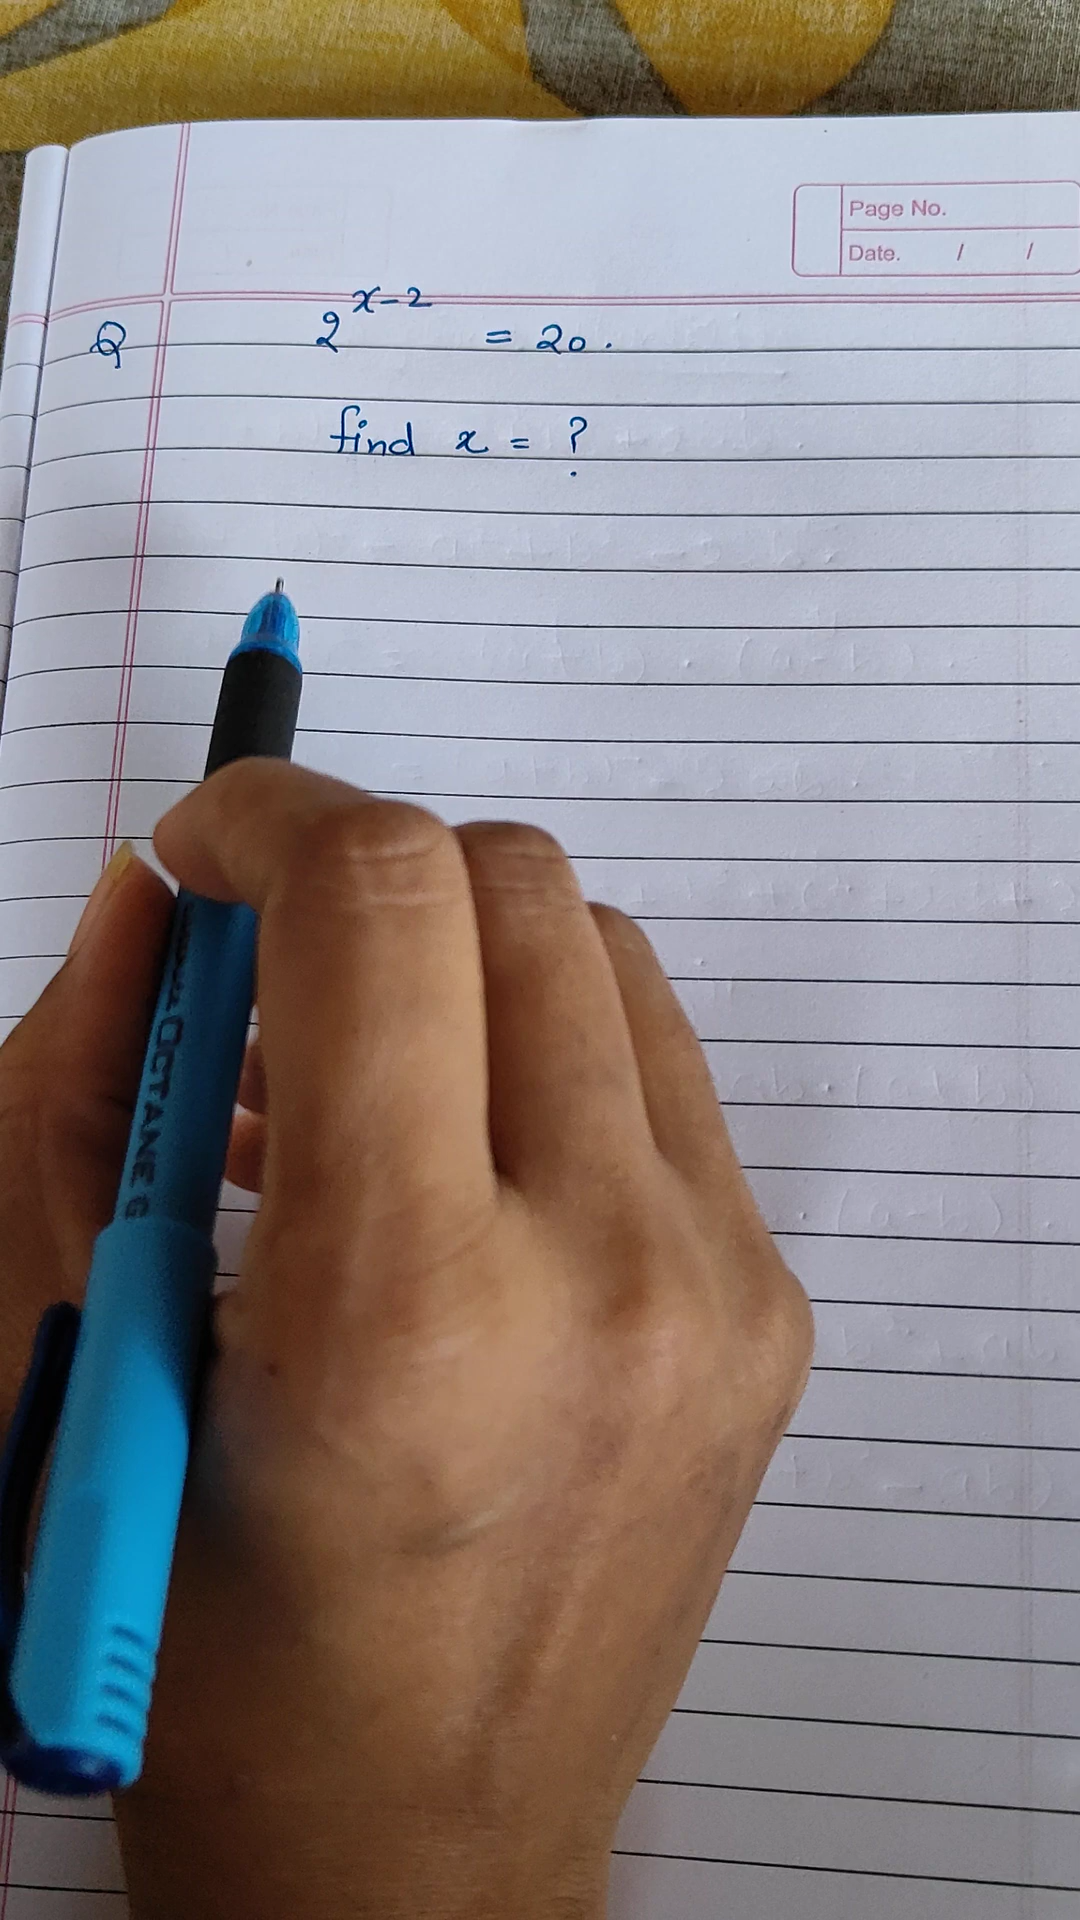 Page No.
Date. / /
Q 2^{x-2} = 20.
find x = ?
OCTANE G